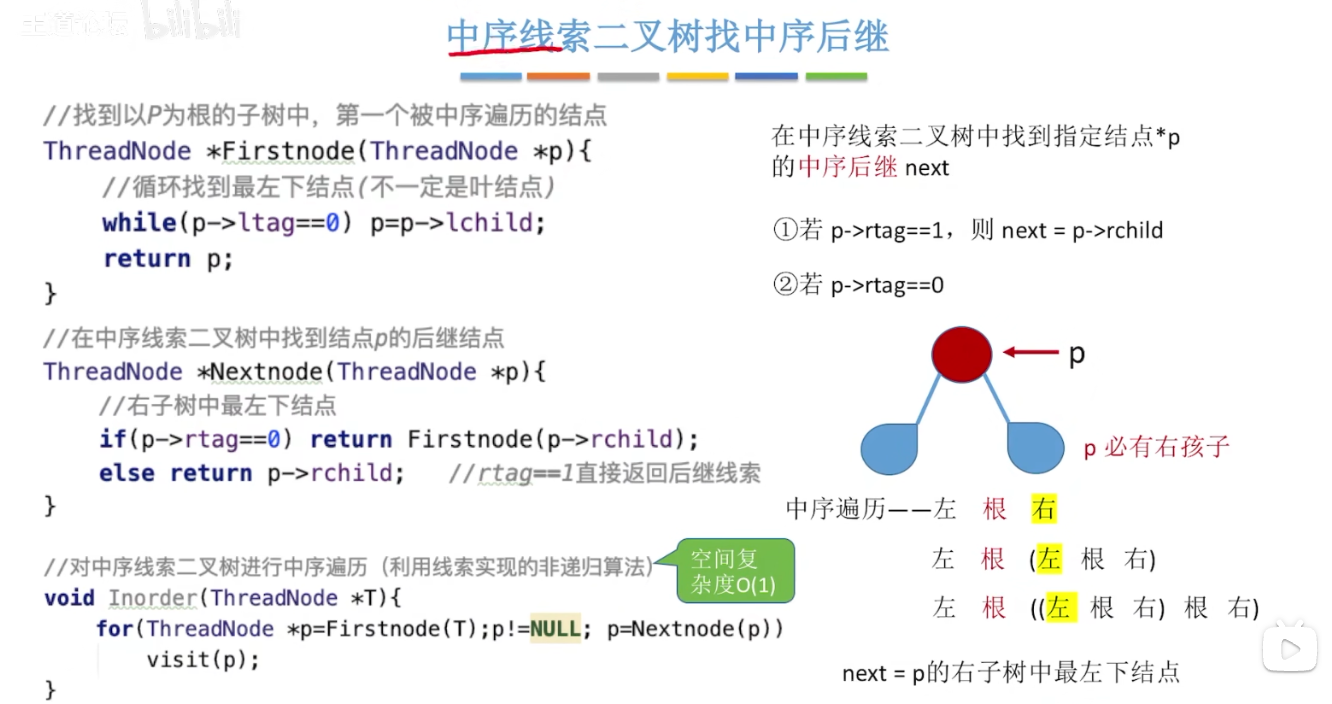 bilibili
中序线索二叉树找中序后继
//找到以P为根的子树中，第一个被中序遍历的结点
ThreadNode *Firstnode(ThreadNode *p){
//循环找到最左下结点(不一定是叶结点)
while(p->ltag==0) p=p->lchild;
return p;
}
//在中序线索二叉树中找到结点p的后继结点
ThreadNode *Nextnode(ThreadNode *p){
//右子树中最左下结点
if(p->rtag==0) return Firstnode(p->rchild);
else return p->rchild; //rtag==1直接返回后继线索
}
//对中序线索二叉树进行中序遍历（利用线索实现的非递归算法)
空间复
杂度O(1)
void Inorder(ThreadNode *T){
for(ThreadNode *p=Firstnode(T);p!=NULL; p=Nextnode(p))
visit(p);
}
在中序线索二叉树中找到指定结点*p
的中序后继 next
①若 p->rtag==1，则 next = p->rchild
②若 p->rtag==0
p
p 必有右孩子
中序遍历——左 根 右
左 根 (左 根 右)
左 根 ((左 根 右) 根 右)
next = p的右子树中最左下结点